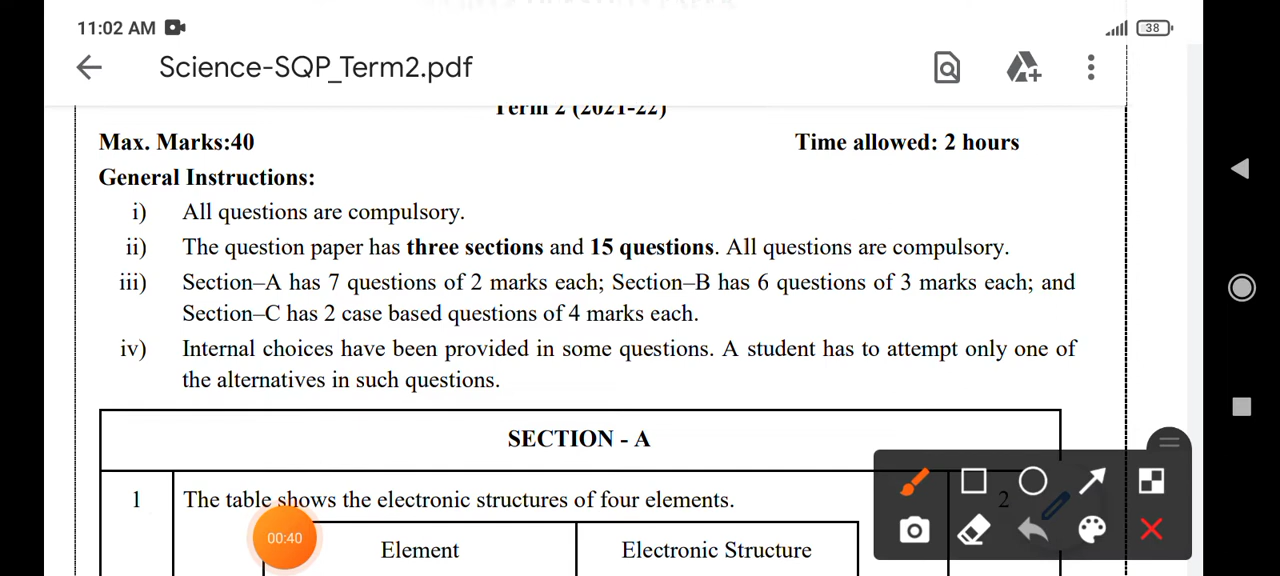 11:02 AM
38
Science-SQP_Term2.pdf
Term 2 (2021-22)
Max. Marks:40 Time allowed: 2 hours
General Instructions:
i) All questions are compulsory.
ii) The question paper has three sections and 15 questions. All questions are compulsory.
iii) Section–A has 7 questions of 2 marks each; Section–B has 6 questions of 3 marks each; and
Section–C has 2 case based questions of 4 marks each.
iv) Internal choices have been provided in some questions. A student has to attempt only one of
the alternatives in such questions.
SECTION - A
1 The table shows the electronic structures of four elements. 2
00:40
Element Electronic Structure